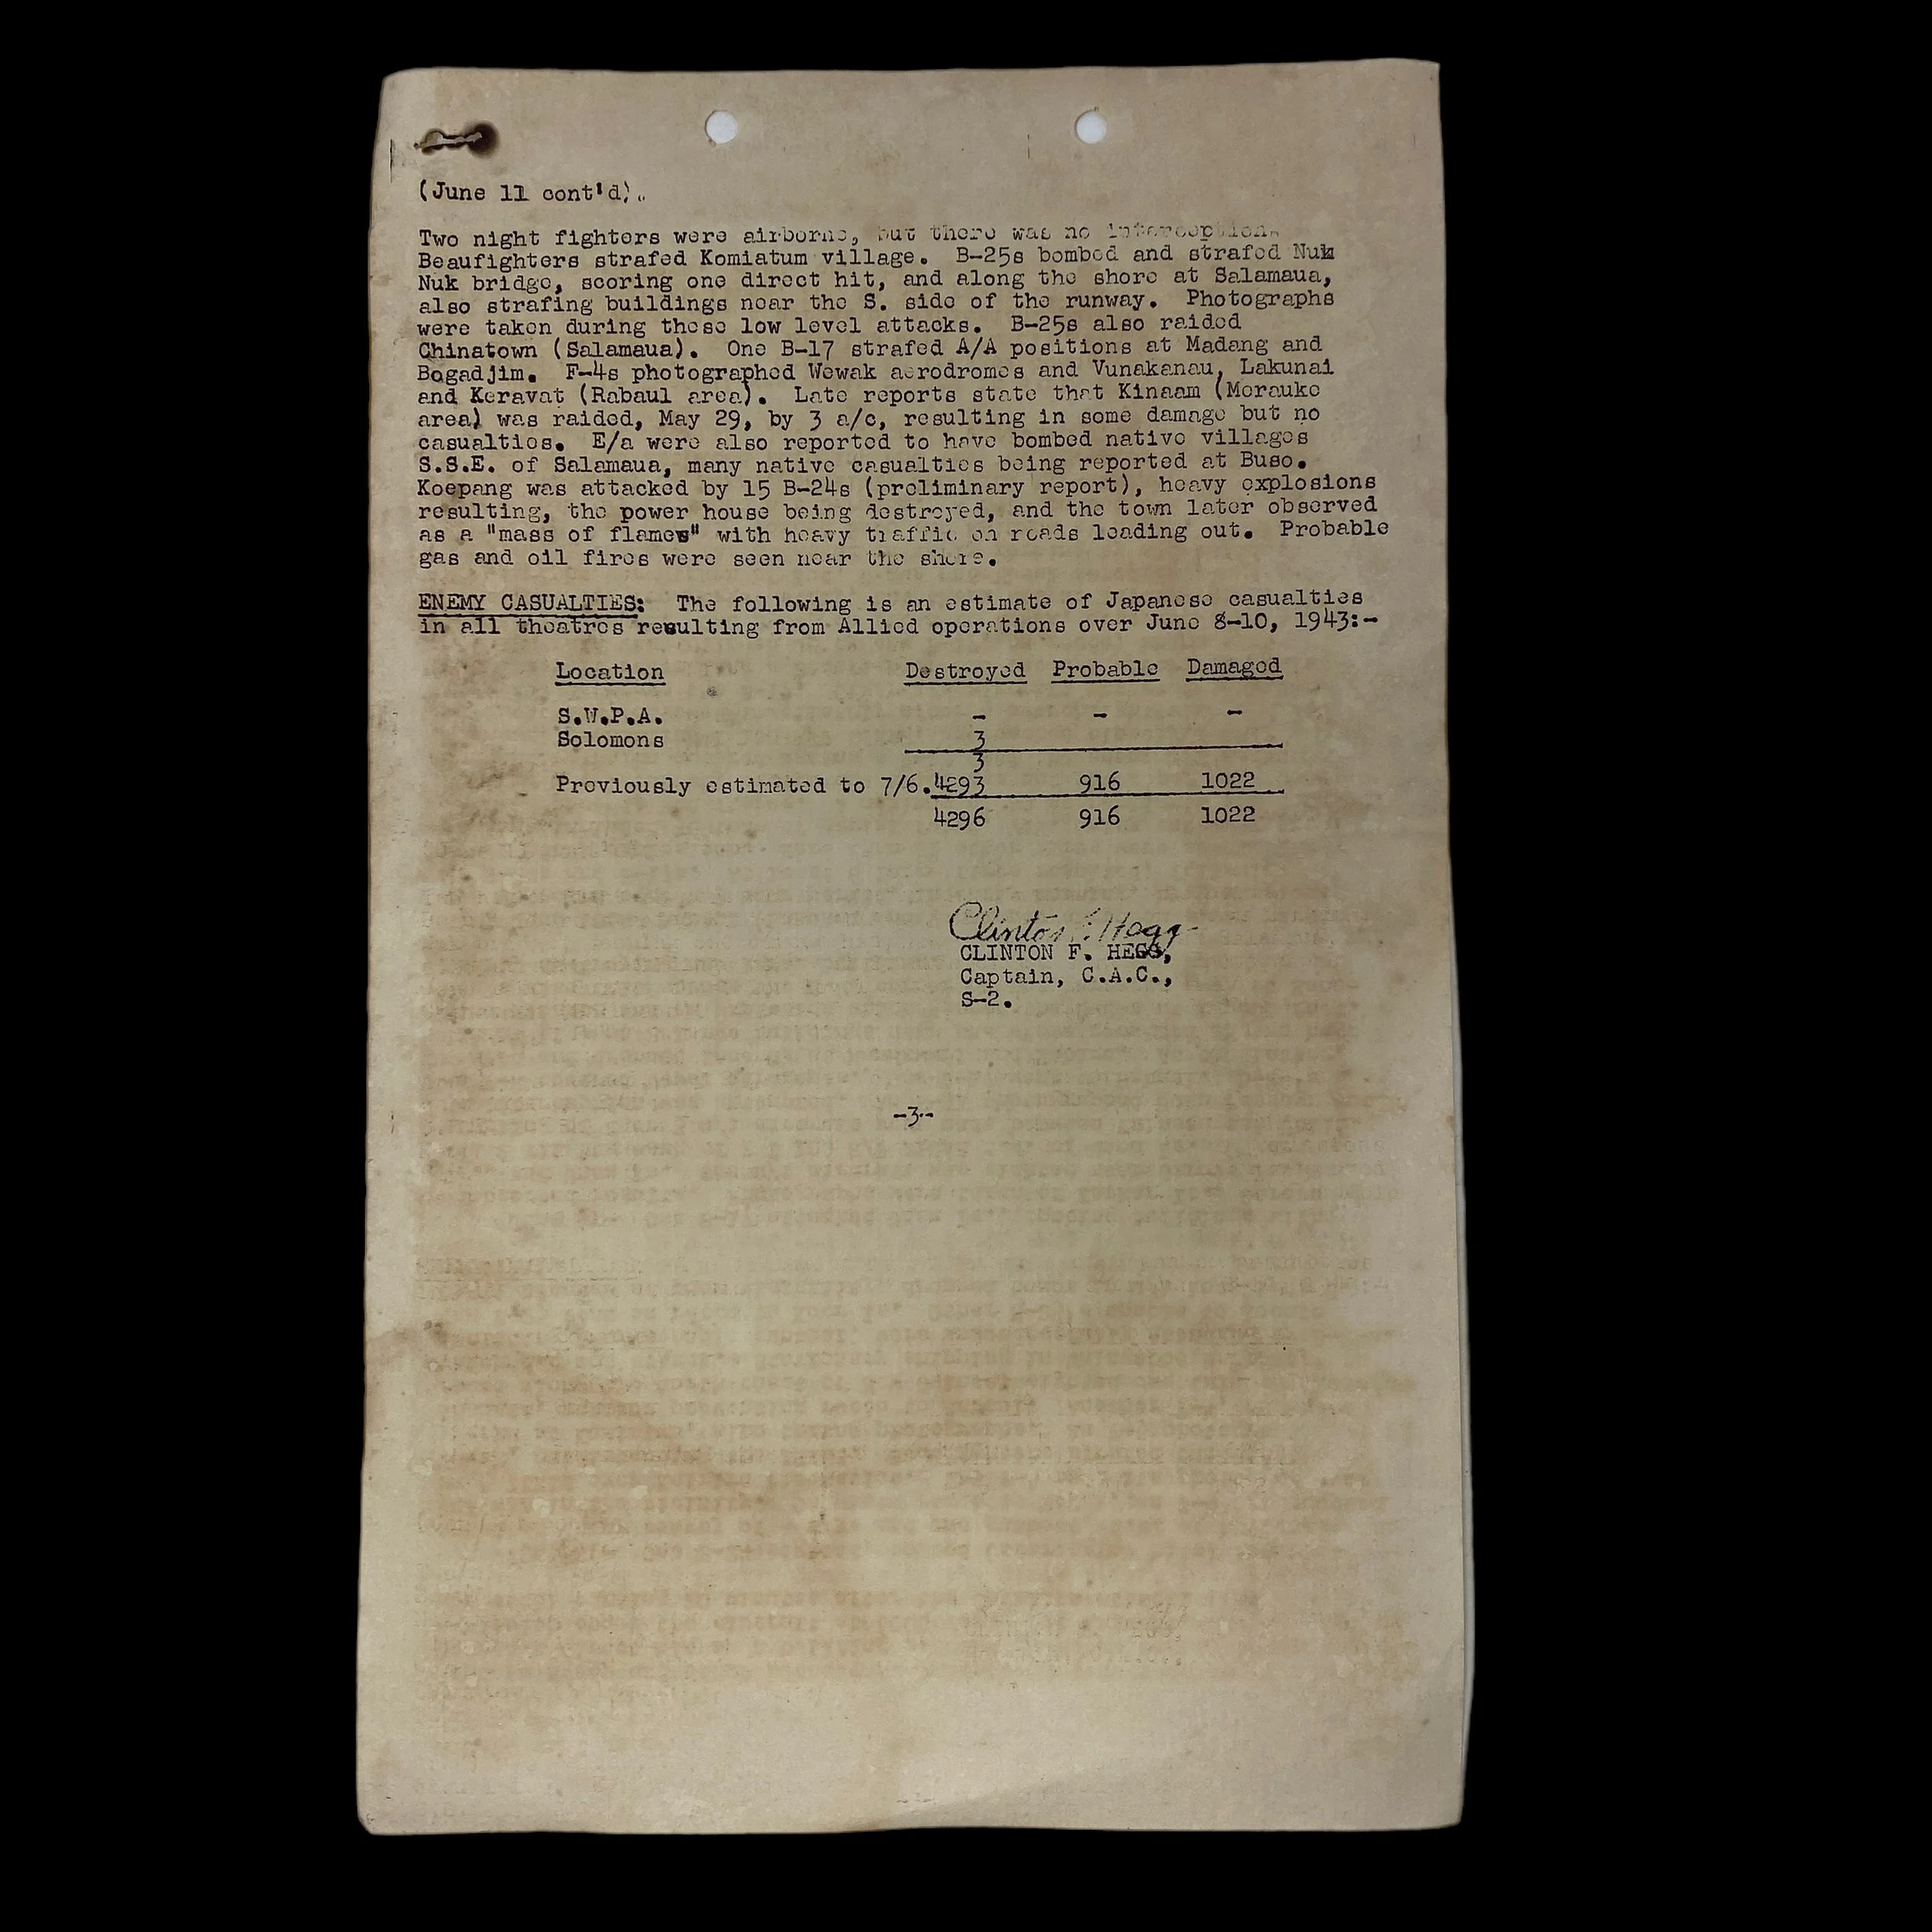 (June 11 cont'd).
Two night fighters were airborne, but there was no interception.
Beaufighters strafed Komiatum village. B-25s bombed and strafed Nuk
Nuk bridge, scoring one direct hit, and along the shore at Salamaua,
also strafing buildings near the S. side of the runway. Photographs
were taken during these low level attacks. B-25s also raided
Chinatown (Salamaua). One B-17 strafed A/A positions at Madang and
Bogadjim. F-4s photographed Wewak aerodromes and Vunakanau, Lakunai
and Keravat (Rabaul area). Late reports state that Kinaam (Merauke
area) was raided, May 29, by 3 a/c, resulting in some damage but no
casualties. E/a were also reported to have bombed native villages
S.S.E. of Salamaua, many native casualties being reported at Buso.
Koepang was attacked by 15 B-24s (preliminary report), heavy explosions
resulting, the power house being destroyed, and the town later observed
as a "mass of flames" with heavy traffic on roads leading out. Probable
gas and oil fires were seen near the shore.
ENEMY CASUALTIES: The following is an estimate of Japanese casualties
in all theatres resulting from Allied operations over June 8-10, 1943:-
Location Destroyed Probable Damaged
S.W.P.A. - - -
Solomons 3
3
Previously estimated to 7/6. 4293 916 1022
4296 916 1022
Clinton F Hegg
CLINTON F. HEGG,
Captain, C.A.C.,
S-2.
-3-